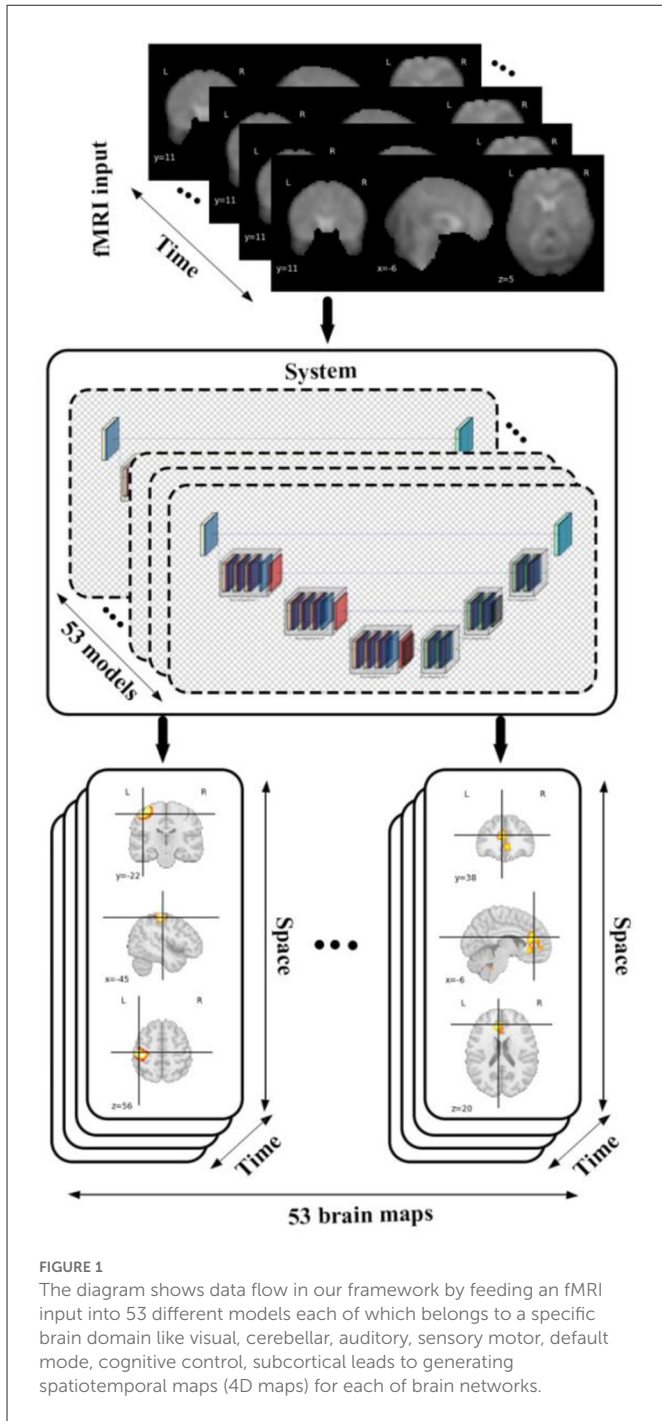 L R
y=11
y=11
y=11
L R
y=11 x=-6 z=5
fMRI input
Time
System
53 models
L R
y=-22
x=-45
L R
z=56
Space
Time
L R
y=38
x=-6
L R
z=20
Space
Time
53 brain maps
FIGURE 1
The diagram shows data flow in our framework by feeding an fMRI
input into 53 different models each of which belongs to a specific
brain domain like visual, cerebellar, auditory, sensory motor, default
mode, cognitive control, subcortical leads to generating
spatiotemporal maps (4D maps) for each of brain networks.